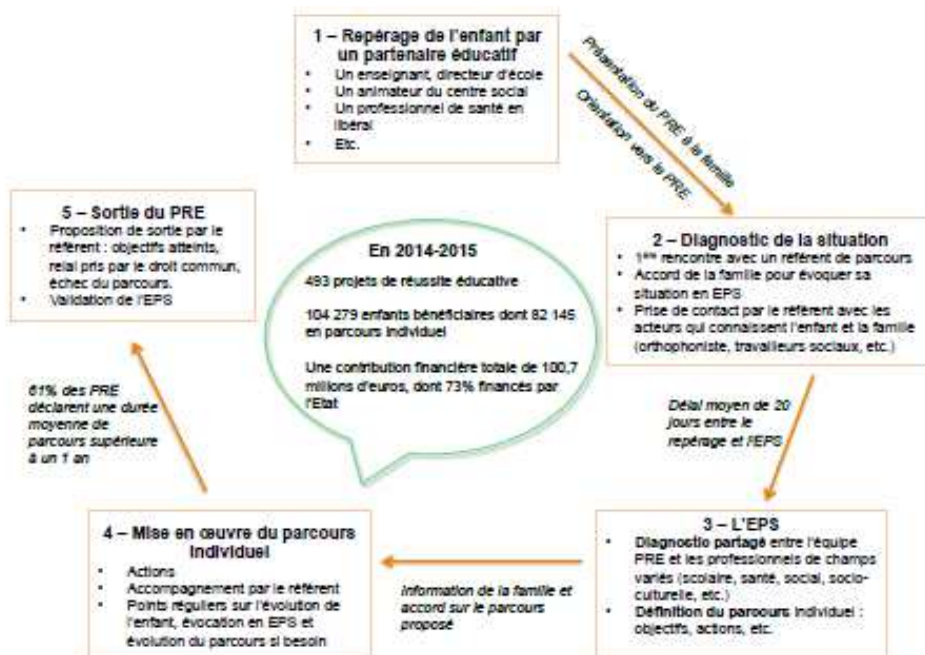 1 – Repérage de l'enfant par
un partenaire éducatif
• Un enseignant, directeur d'école
• Un animateur du centre social
• Un professionnel de santé en
libéral
• Etc.
Présentation du PRE à la famille
Orientation vers le PRE
2 – Diagnostic de la situation
• 1ère rencontre avec un référent de parcours
• Accord de la famille pour évoquer sa
situation en EPS
• Prise de contact par le référent avec les
acteurs qui connaissent l'enfant et la famille
(orthophoniste, travailleurs sociaux, etc.)
Délai moyen de 20
jours entre le
repérage et l'EPS
3 – L'EPS
• Diagnostic partagé entre l'équipe
PRE et les professionnels de champs
variés (scolaire, santé, social, socio-
culturelle, etc.)
• Définition du parcours individuel :
objectifs, actions, etc.
Information de la famille et
accord sur le parcours
proposé
4 – Mise en œuvre du parcours
individuel
• Actions
• Accompagnement par le référent
• Points réguliers sur l'évolution de
l'enfant, évocation en EPS et
évolution du parcours si besoin
61% des PRE
déclarent une durée
moyenne de
parcours supérieure
à un 1 an
5 – Sortie du PRE
• Proposition de sortie par le
référent : objectifs atteints,
relai pris par le droit commun,
échec du parcours.
• Validation de l'EPS
En 2014-2015
493 projets de réussite éducative
104 279 enfants bénéficiaires dont 82 145
en parcours individuel
Une contribution financière totale de 100,7
millions d'euros, dont 73% financés par
l'Etat